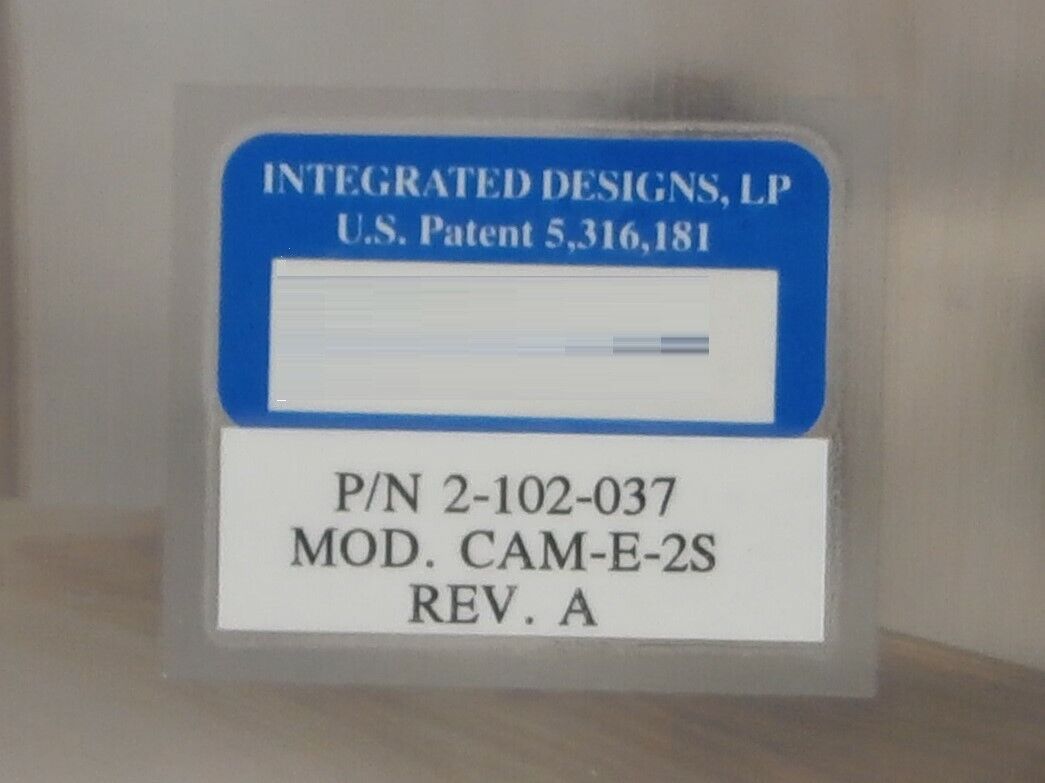 INTEGRATED DESIGNS, LP
U.S. Patent 5,316,181
P/N 2-102-037
MOD. CAM-E-2S
REV. A